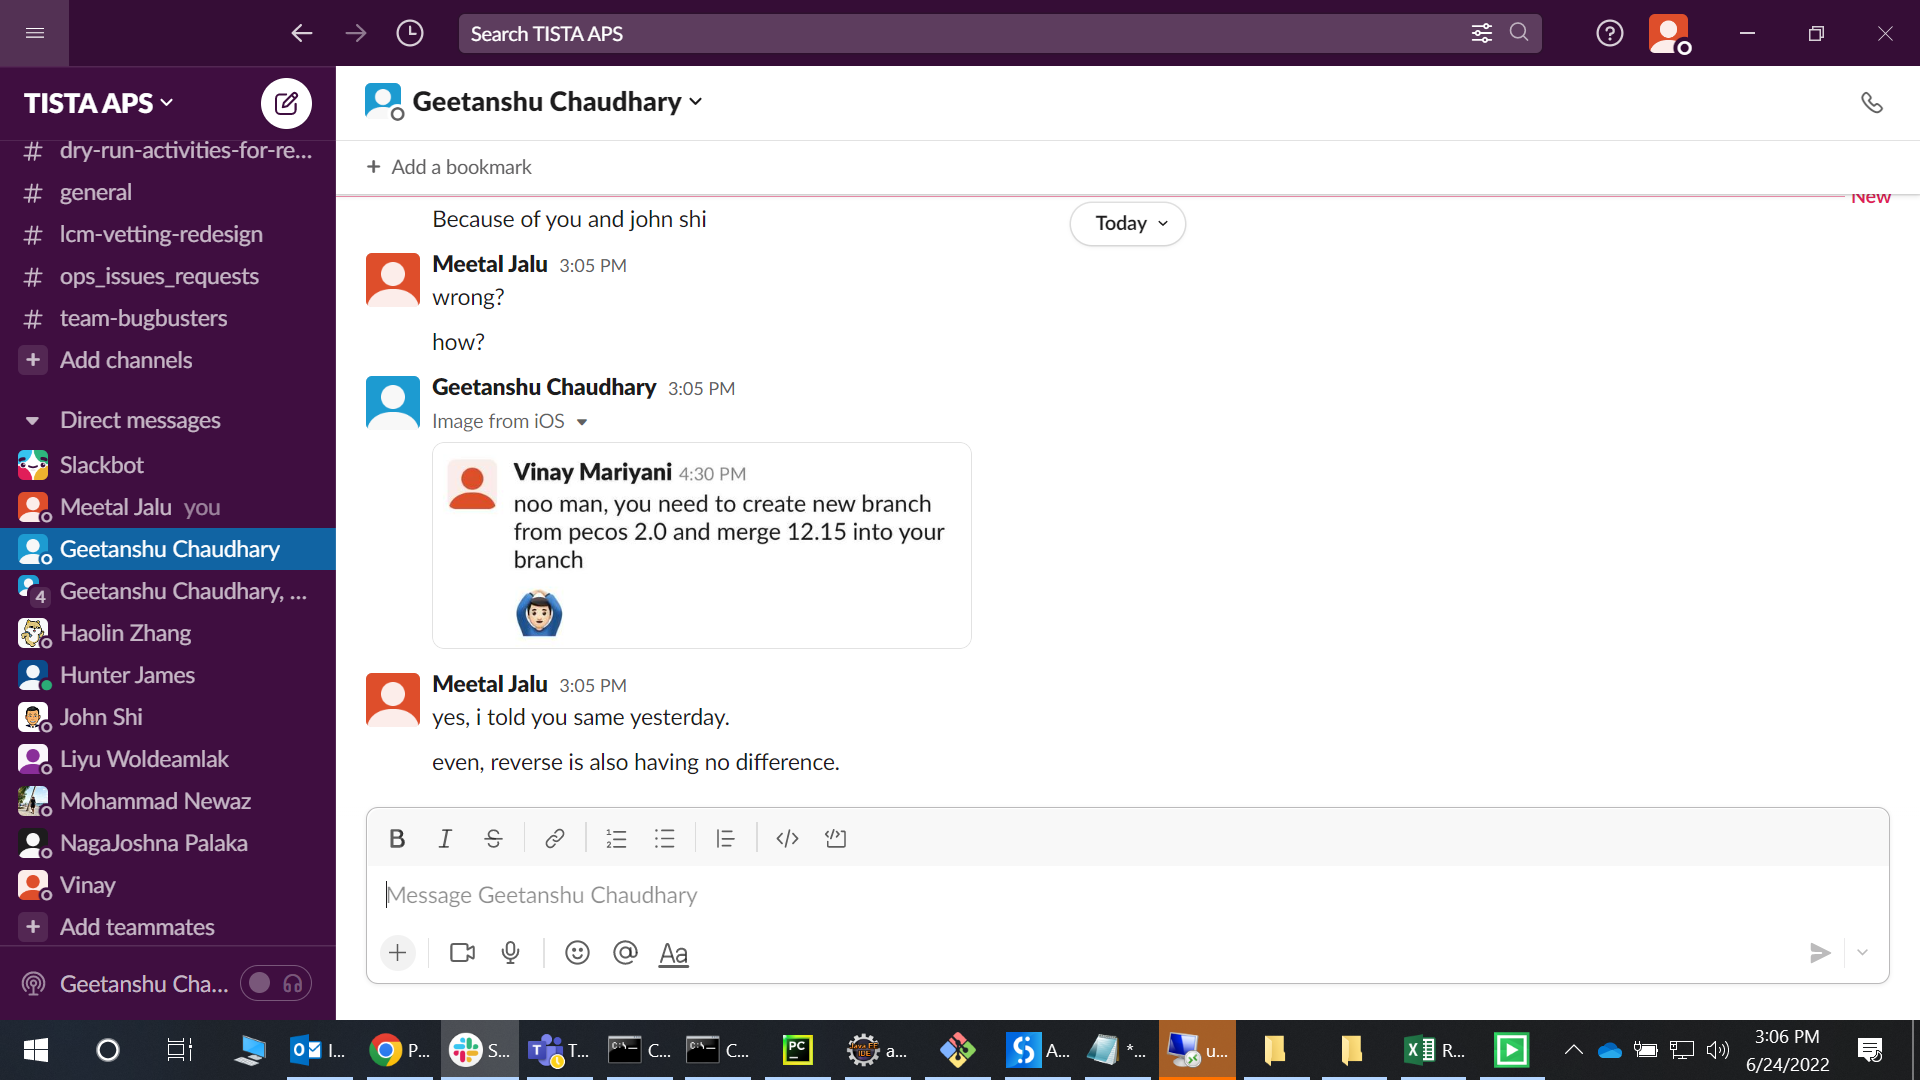 Search TISTA APS
TISTA APS
# dry-run-activities-for-re...
# general
# lcm-vetting-redesign
# ops_issues_requests
# team-bugbusters
+ Add channels
Direct messages
Slackbot
Meetal Jalu you
Geetanshu Chaudhary
4 Geetanshu Chaudhary, ...
Haolin Zhang
Hunter James
John Shi
Liyu Woldeamlak
Mohammad Newaz
NagaJoshna Palaka
Vinay
+ Add teammates
Geetanshu Cha...
Geetanshu Chaudhary
+ Add a bookmark
New
Today
Because of you and john shi
Meetal Jalu 3:05 PM
wrong?
how?
Geetanshu Chaudhary 3:05 PM
Image from iOS
Vinay Mariyani 4:30 PM
noo man, you need to create new branch
from pecos 2.0 and merge 12.15 into your
branch
Meetal Jalu 3:05 PM
yes, i told you same yesterday.
even, reverse is also having no difference.
B I S
Message Geetanshu Chaudhary
+ @ Aa
I... P... S... T... C... C... PC a... A... *... u... R...
3:06 PM
6/24/2022